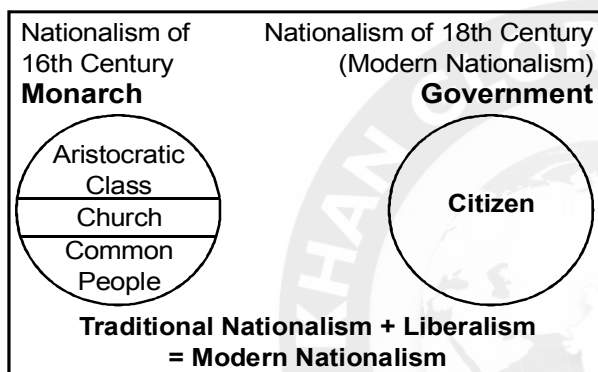 Nationalism of
16th Century
Monarch
Nationalism of 18th Century
(Modern Nationalism)
Government
Aristocratic
Class
Church
Common
People
Citizen
Traditional Nationalism + Liberalism
= Modern Nationalism